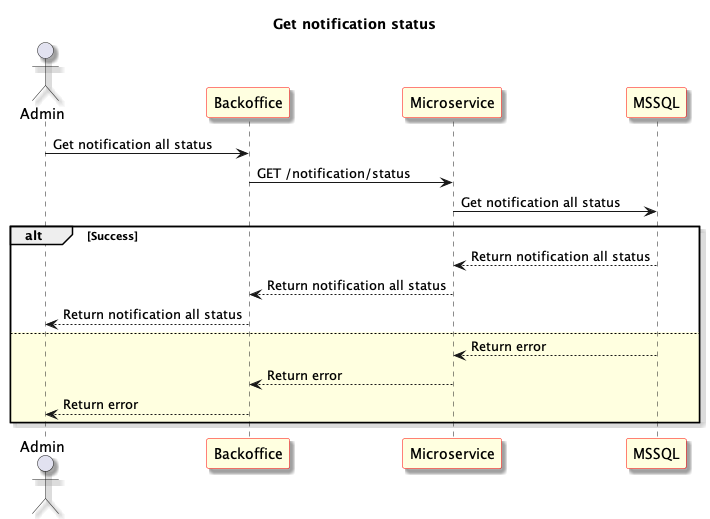 Get notification status
Admin
Backoffice
Microservice
MSSQL
Get notification all status
GET /notification/status
Get notification all status
alt
[Success]
Return notification all status
Return notification all status
Return notification all status
Return error
Return error
Return error
Admin
Backoffice
Microservice
MSSQL